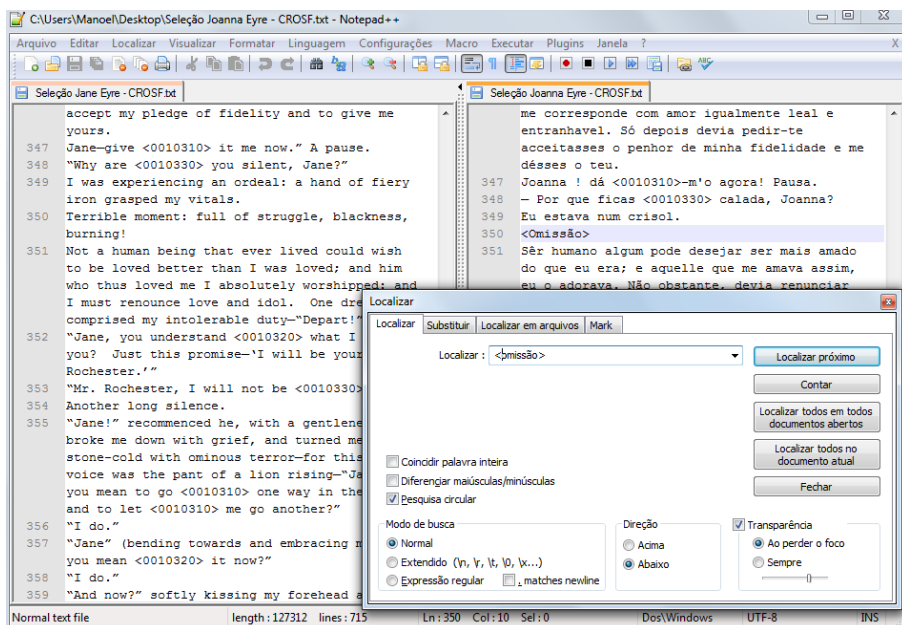 C:\Users\Manoel\Desktop\Seleção Joanna Eyre - CROSF.txt - Notepad++
Arquivo Editar Localizar Visualizar Formatar Linguagem Configurações Macro Executar Plugins Janela ? X
Seleção Jane Eyre - CROSF.txt
accept my pledge of fidelity and to give me
yours.
347 Jane—give <0010310> it me now.” A pause.
348 “Why are <0010330> you silent, Jane?”
349 I was experiencing an ordeal: a hand of fiery
iron grasped my vitals.
350 Terrible moment: full of struggle, blackness,
burning!
351 Not a human being that ever lived could wish
to be loved better than I was loved; and him
who thus loved me I absolutely worshipped: and
I must renounce love and idol. One
comprised my intolerable duty—“Depart!”
352 “Jane, you understand <0010320> what I
you? Just this promise—‘I will be
Rochester.’”
353 “Mr. Rochester, I will not be <0010330>
354 Another long silence.
355 “Jane!” recommenced he, with a
broke me down with grief, and turned
stone-cold with ominous terror—for this
voice was the pant of a lion rising—
you mean to go <0010310> one way in the
and to let <0010310> me go another?”
356 “I do.”
357 “Jane” (bending towards and embracing
you mean <0010320> it now?”
358 “I do.”
359 “And now?” softly kissing my forehead
Seleção Joanna Eyre - CROSF.txt
me corresponde com amor igualmente leal e
entranhavel. Só depois devia pedir-te
acceitasses o penhor de minha fidelidade e me
désses o teu.
347 Joanna ! dá <0010310>-m'o agora! Pausa.
348 — Por que ficas <0010330> calada, Joanna?
349 Eu estava num crisol.
350 <Omissão>
351 Sêr humano algum pode desejar ser mais amado
do que eu era; e aquelle que me amava assim,
eu o adorava. Não obstante, devia renunciar
Localizar
Localizar Substituir Localizar em arquivos Mark
Localizar : <omissão>
Localizar próximo
Contar
Localizar todos em todos
documentos abertos
Localizar todos no
documento atual
Fechar
Coincidir palavra inteira
Diferençiar maiúsculas/minúsculas
Pesquisa circular
Modo de busca
Normal
Extendido (\n, \r, \t, \0, \x...)
Expressão regular . matches newline
Direção
Acima
Abaixo
Transparência
Ao perder o foco
Sempre
Normal text file length : 127312 lines : 715 Ln : 350 Col : 10 Sel : 0 Dos\Windows UTF-8 INS